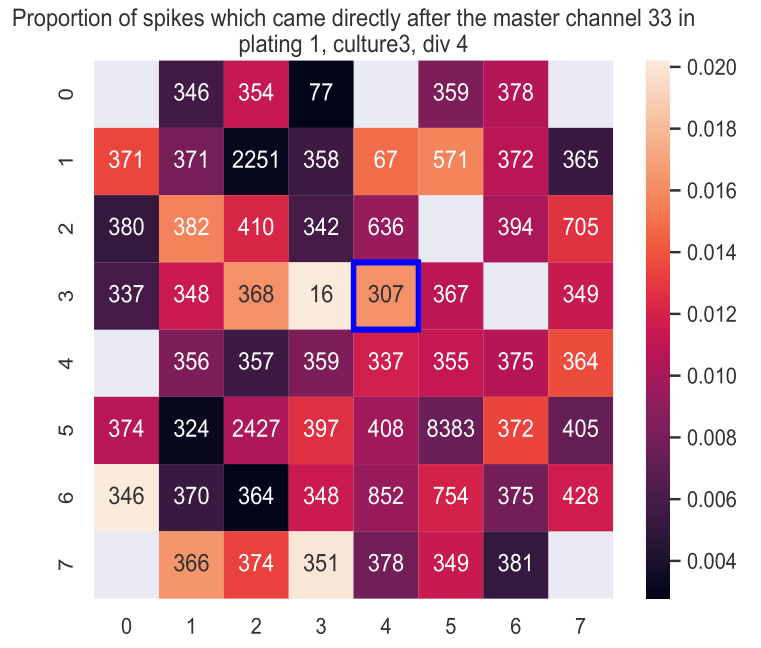 Proportion of spikes which came directly after the master channel 33 in
plating 1, culture3, div 4
0 346 354 77 359 378 0.020
0.018
1 371 371 2251 358 67 571 372 365
0.016
2 380 382 410 342 636 394 705
0.014
3 337 348 368 16 307 367 349 0.012
4 356 357 359 337 355 375 364 0.010
5 374 324 2427 397 408 8383 372 405 0.008
6 346 370 364 348 852 754 375 428 0.006
7 366 374 351 378 349 381 0.004
0 1 2 3 4 5 6 7